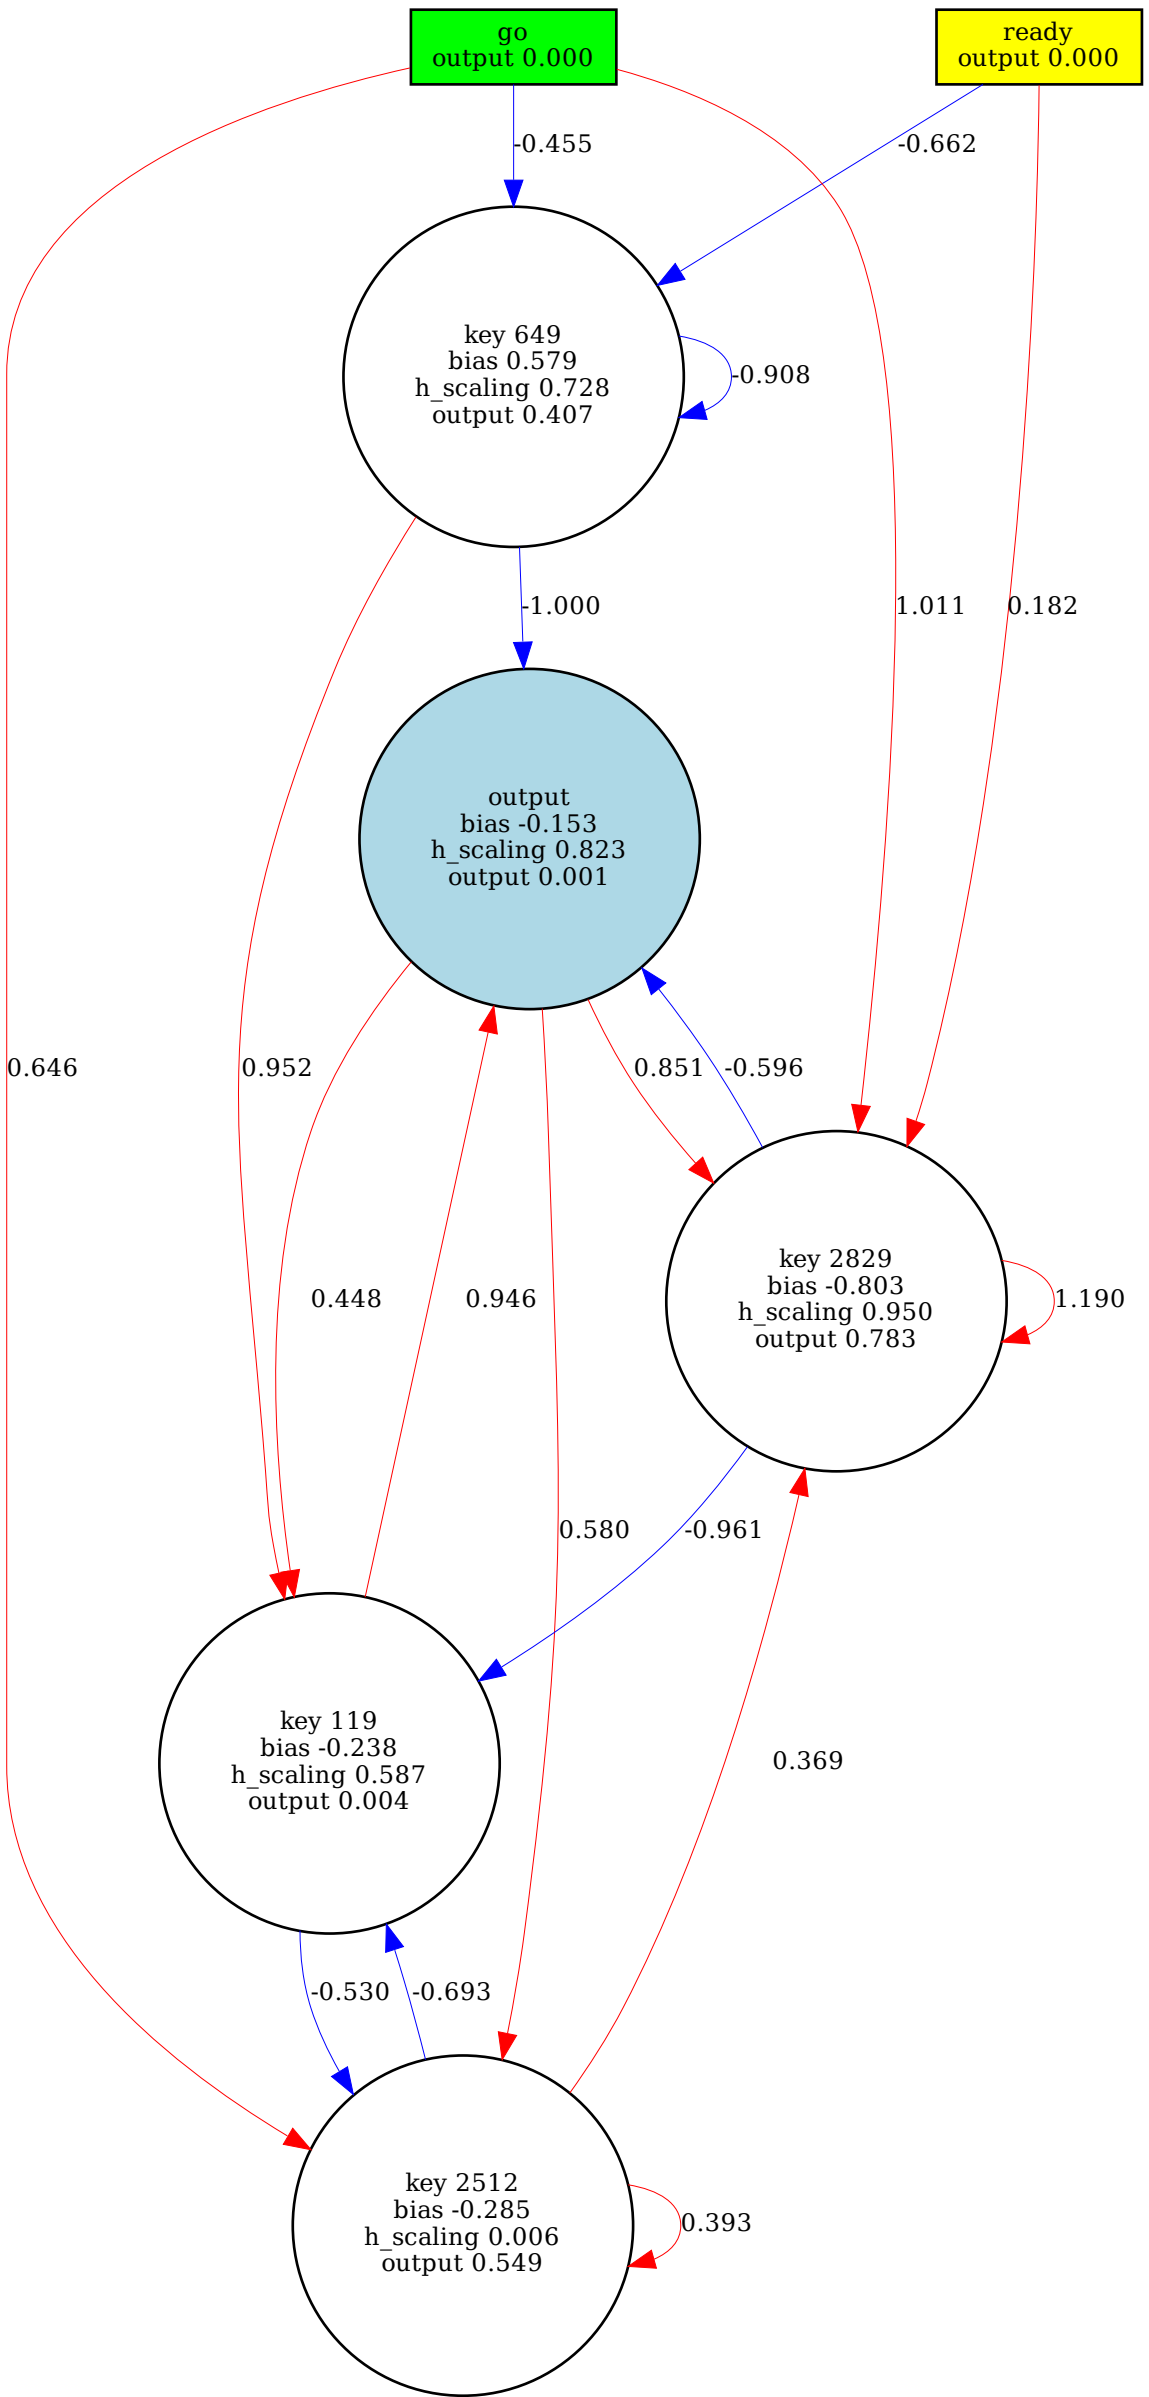 go
output 0.000
ready
output 0.000
-0.455
-0.662
key 649
bias 0.579
h_scaling 0.728
output 0.407
-0.908
-1.000
1.011
0.182
output
bias -0.153
h_scaling 0.823
output 0.001
0.646
0.952
0.851
-0.596
key 2829
bias -0.803
h_scaling 0.950
output 0.783
0.448
0.946
1.190
0.580
-0.961
key 119
bias -0.238
h_scaling 0.587
output 0.004
0.369
-0.530
-0.693
key 2512
bias -0.285
h_scaling 0.006
output 0.549
0.393